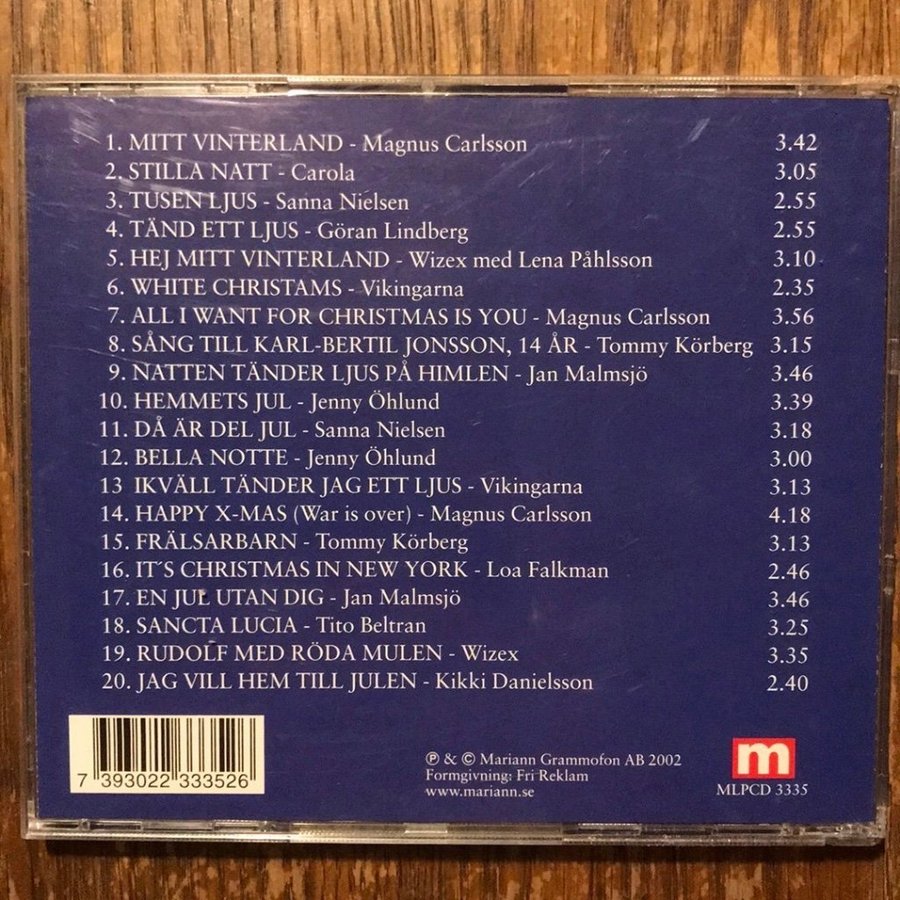 1. MITT VINTERLAND - Magnus Carlsson 3.42
2. STILLA NATT - Carola 3.05
3. TUSEN LJUS - Sanna Nielsen 2.55
4. TÄND ETT LJUS - Göran Lindberg 2.55
5. HEJ MITT VINTERLAND - Wizex med Lena Påhlsson 3.10
6. WHITE CHRISTAMS - Vikingarna 2.35
7. ALL I WANT FOR CHRISTMAS IS YOU - Magnus Carlsson 3.56
8. SÅNG TILL KARL-BERTIL JONSSON, 14 ÅR - Tommy Körberg 3.15
9. NATTEN TÄNDER LJUS PÅ HIMLEN - Jan Malmsjö 3.46
10. HEMMETS JUL - Jenny Öhlund 3.39
11. DÅ ÄR DEL JUL - Sanna Nielsen 3.18
12. BELLA NOTTE - Jenny Öhlund 3.00
13 IKVÄLL TÄNDER JAG ETT LJUS - Vikingarna 3.13
14. HAPPY X-MAS (War is over) - Magnus Carlsson 4.18
15. FRÄLSARBARN - Tommy Körberg 3.13
16. IT´S CHRISTMAS IN NEW YORK - Loa Falkman 2.46
17. EN JUL UTAN DIG - Jan Malmsjö 3.46
18. SANCTA LUCIA - Tito Beltran 3.25
19. RUDOLF MED RÖDA MULEN - Wizex 3.35
20. JAG VILL HEM TILL JULEN - Kikki Danielsson 2.40
7 393022 333526
℗ & © Mariann Grammofon AB 2002
Formgivning: Fri Reklam
www.mariann.se
m
MLPCD 3335